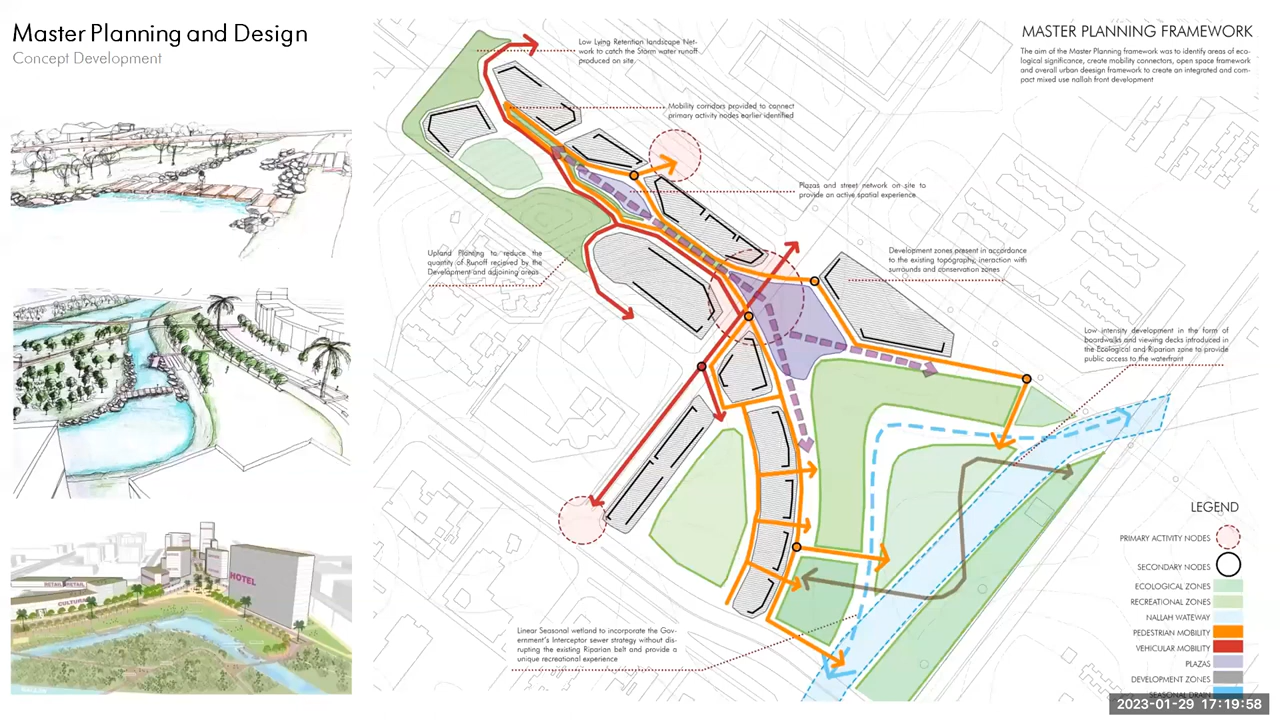 Master Planning and Design
Concept Development
MASTER PLANNING FRAMEWORK
The aim of the Master Planning framework was to identify areas of eco-
logical significance, create mobility connectors, open space framework
and overall urban deesign framework to create an integrated and com-
pact mixed use nallah front development
Low Lying Retention landscape Net-
work to catch the Storm water runoff
produced on site
Mobility corridors provided to connect
primary activity nodes earlier identified
Plazas and street network on site to
provide an active spatial experience
Upland Planting to reduce the
quantity of Runoff recieved by the
Development and adjoining areas
Development zones present in accordance
to the existing topography, ineraction with
surrounds and conservation zones
Low intensity development in the form of
boardwalks and viewing decks introduced in
the Ecological and Riparian zone to provide
public access to the waterfront
Linear Seasonal wetland to incorporate the Gov-
ernment's Interceptor sewer strategy without dis-
rupting the existing Riparian belt and provide a
unique recreational experience
HOTEL
RETAIL
CULTURAL
LEGEND
PRIMARY ACTIVITY NODES
SECONDARY NODES
ECOLOGICAL ZONES
RECREATIONAL ZONES
NALLAH WATEWAY
PEDESTRIAN MOBILITY
VEHICULAR MOBILITY
PLAZAS
DEVELOPMENT ZONES
SEASONAL DRAIN
2023-01-29 17:19:58